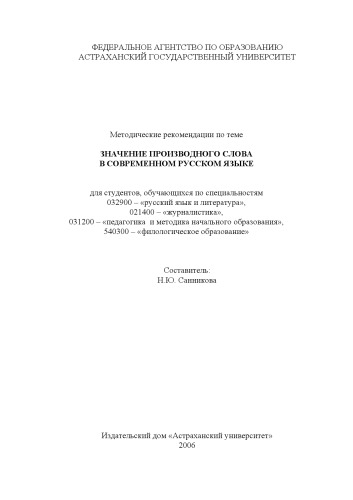 ФЕДЕРАЛЬНОЕ АГЕНТСТВО ПО ОБРАЗОВАНИЮ
АСТРАХАНСКИЙ ГОСУДАРСТВЕННЫЙ УНИВЕРСИТЕТ
Методические рекомендации по теме
ЗНАЧЕНИЕ ПРОИЗВОДНОГО СЛОВА
В СОВРЕМЕННОМ РУССКОМ ЯЗЫКЕ
для студентов, обучающихся по специальностям
032900 – «русский язык и литература»,
021400 – «журналистика»,
031200 – «педагогика и методика начального образования»,
540300 – «филологическое образование»
Составитель:
Н.Ю. Санникова
Издательский дом «Астраханский университет»
2006